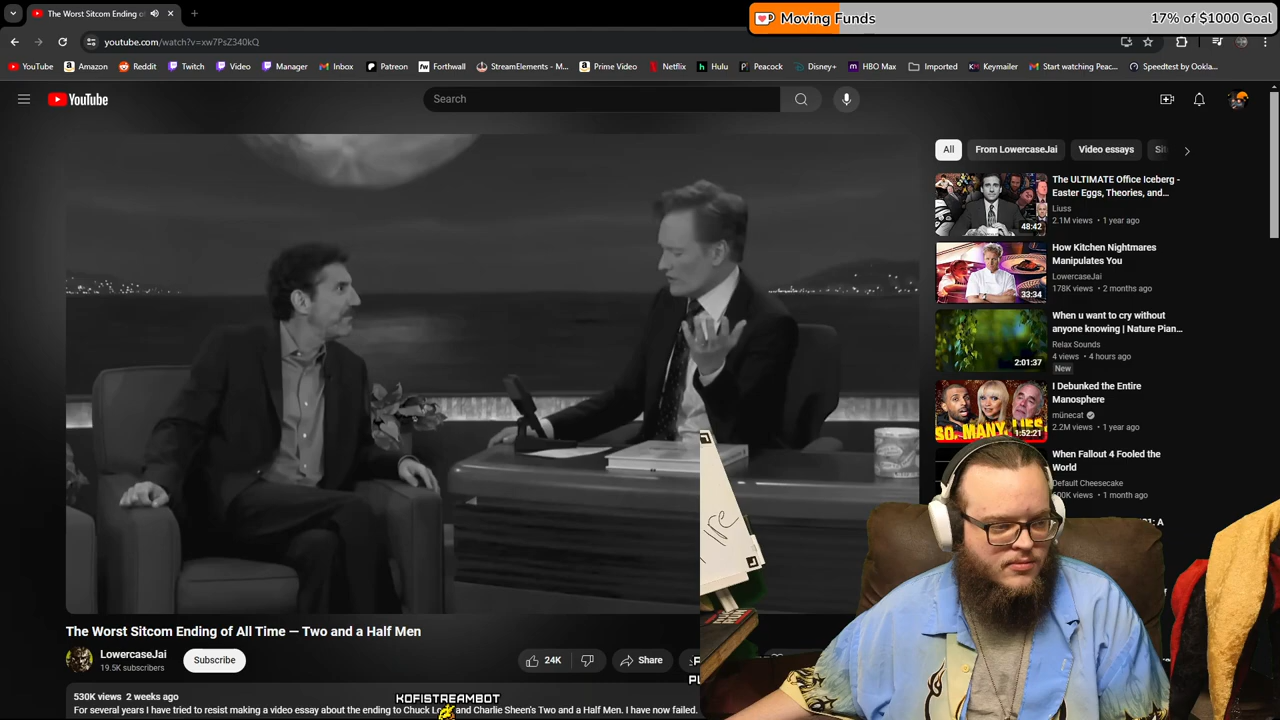 The Worst Sitcom Ending of
Moving Funds
17% of $1000 Goal
youtube.com/watch?v=xw7PsZ340kQ
YouTube
Amazon
Reddit
Twitch
Video
Manager
Inbox
Patreon
Forthwall
StreamElements - M...
Prime Video
Netflix
Hulu
Peacock
Disney+
HBO Max
Imported
Keymailer
Start watching Peac...
Speedtest by Ookla...
YouTube
Search
All
From LowercaseJai
Video essays
The ULTIMATE Office Iceberg -
Easter Eggs, Theories, and...
Liuss
2.1M views • 1 year ago
48:42
How Kitchen Nightmares
Manipulates You
LowercaseJai
178K views • 2 months ago
33:34
When u want to cry without
anyone knowing | Nature Pian...
Relax Sounds
4 views • 4 hours ago
New
2:01:37
I Debunked the Entire
Manosphere
münecat
2.2M views • 1 year ago
SO, MANY, LIES
1:52:21
When Fallout 4 Fooled the
World
Default Cheesecake
views • 1 month ago
The Worst Sitcom Ending of All Time — Two and a Half Men
LowercaseJai
19.5K subscribers
Subscribe
24K
Share
530K views 2 weeks ago
For several years I have tried to resist making a video essay about the ending to Chuck and Charlie Sheen's Two and a Half Men. I have now failed.
KOFISTREAMBOT